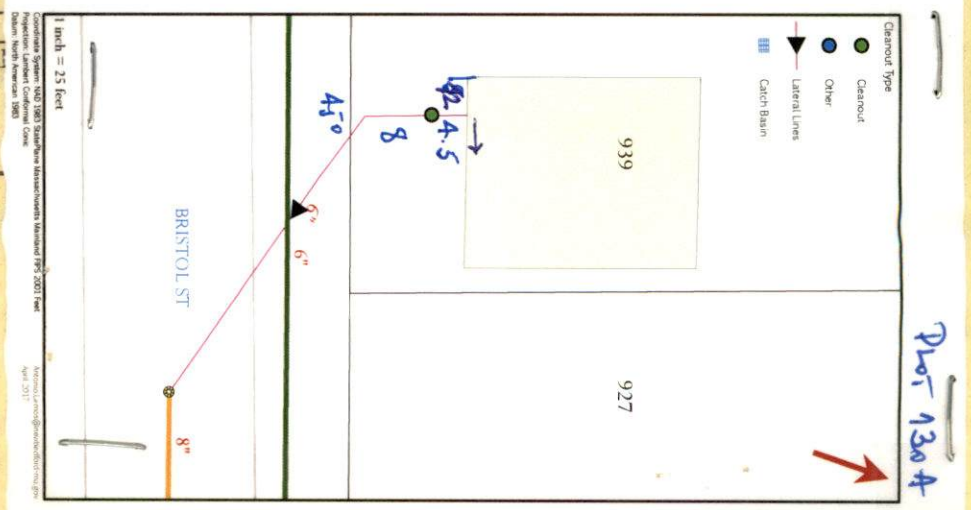 PLOT 130 A
Cleanout Type
Cleanout
Other
Lateral Lines
Catch Basin
939
927
4.5
8
45°
6"
6"
BRISTOL ST
8"
1 inch = 25 feet
Coordinate System: NAD 1983 StatePlane Massachusetts Mainland FIPS 2001 Feet
Projection: Lambert Conformal Conic
Datum: North American 1983
April 2017